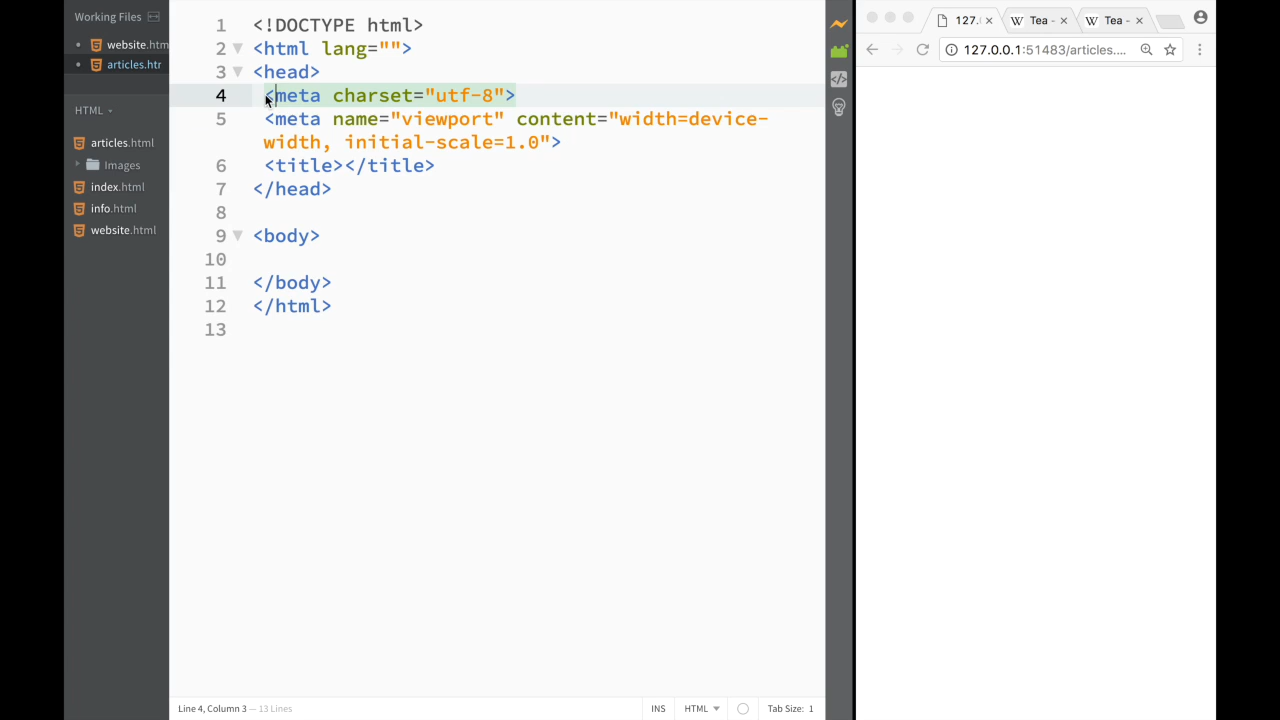 Working Files
website.htm
articles.htr
HTML
articles.html
Images
index.html
info.html
website.html
1 <!DOCTYPE html>
2 <html lang="">
3 <head>
4 <meta charset="utf-8">
5 <meta name="viewport" content="width=device-
width, initial-scale=1.0">
6 <title></title>
7 </head>
8
9 <body>
10
11 </body>
12 </html>
13
Line 4, Column 3 — 13 Lines
INS
HTML
Tab Size: 1
127.
W Tea -
W Tea -
127.0.0.1:51483/articles....